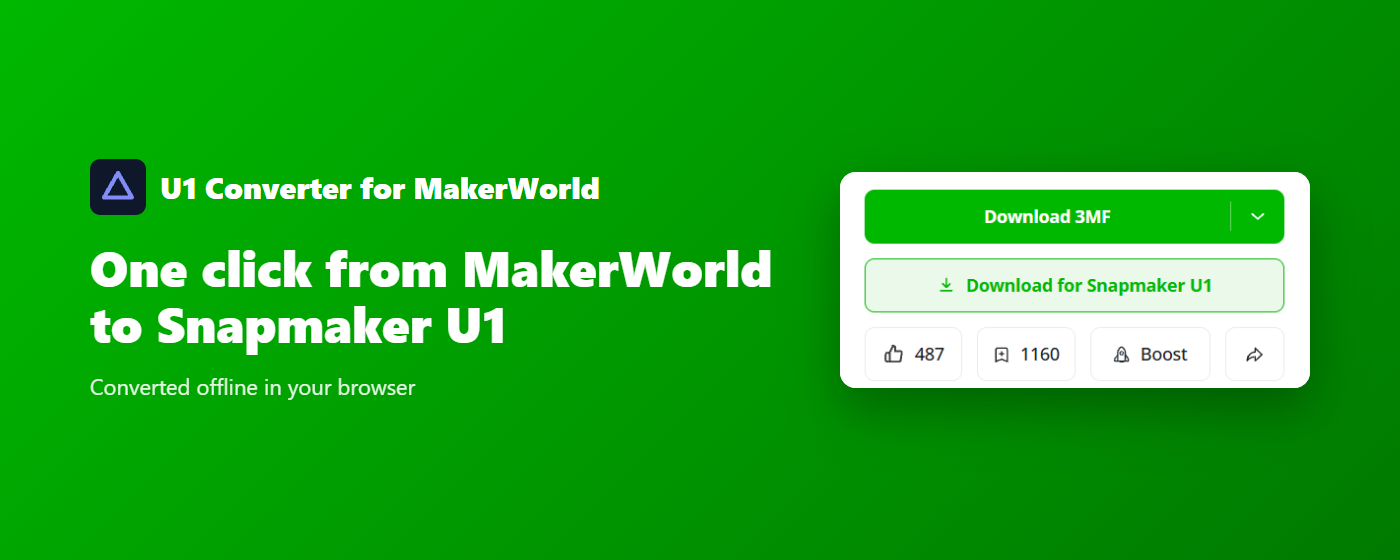 U1 Converter for MakerWorld
One click from MakerWorld
to Snapmaker U1
Converted offline in your browser
Download 3MF
Download for Snapmaker U1
487
1160
Boost